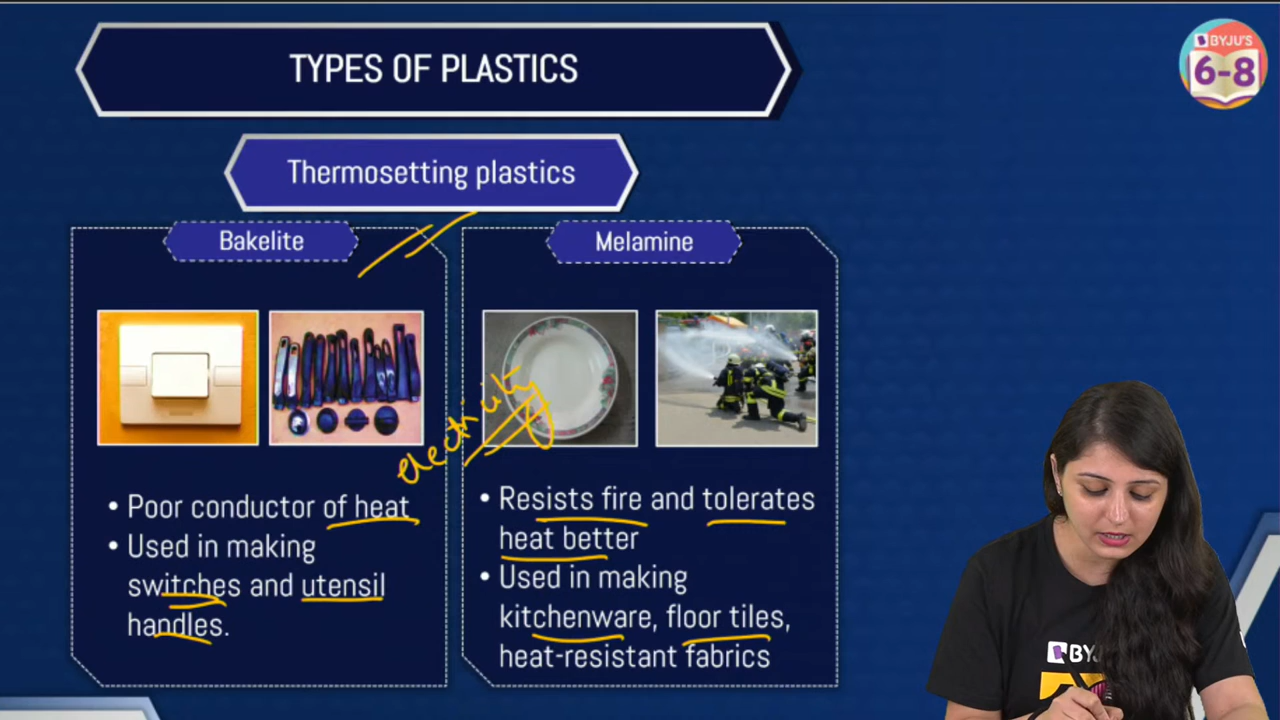 TYPES OF PLASTICS
BYJU'S
6-8
Thermosetting plastics
Bakelite
Melamine
electricity
• Poor conductor of heat
• Used in making
switches and utensil
handles.
• Resists fire and tolerates
heat better
• Used in making
kitchenware, floor tiles,
heat-resistant fabrics
BYJ